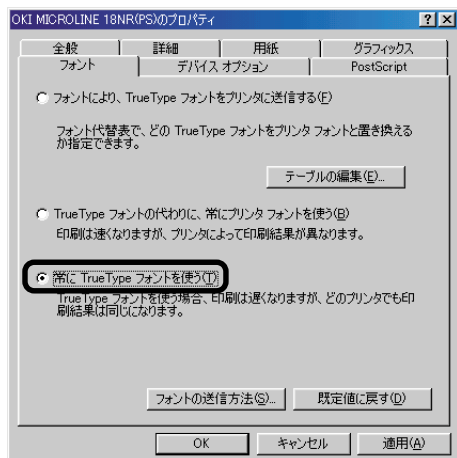 OKI MICROLINE 18NR(PS)のプロパティ
全般 詳細 用紙 グラフィックス
フォント デバイス オプション PostScript
フォントにより、TrueType フォントをプリンタに送信する(F)
フォント代替表で、どの TrueType フォントをプリンタ フォントと置き換える
か指定できます。
テーブルの編集(E)...
TrueType フォントの代わりに、常にプリンタ フォントを使う(B)
印刷は速くなりますが、プリンタによって印刷結果が異なります。
常に TrueType フォントを使う(T)
TrueType フォントを使う場合、印刷は遅くなりますが、どのプリンタでも印
刷結果は同じになります。
フォントの送信方法(S)... 既定値に戻す(D)
OK キャンセル 適用(A)